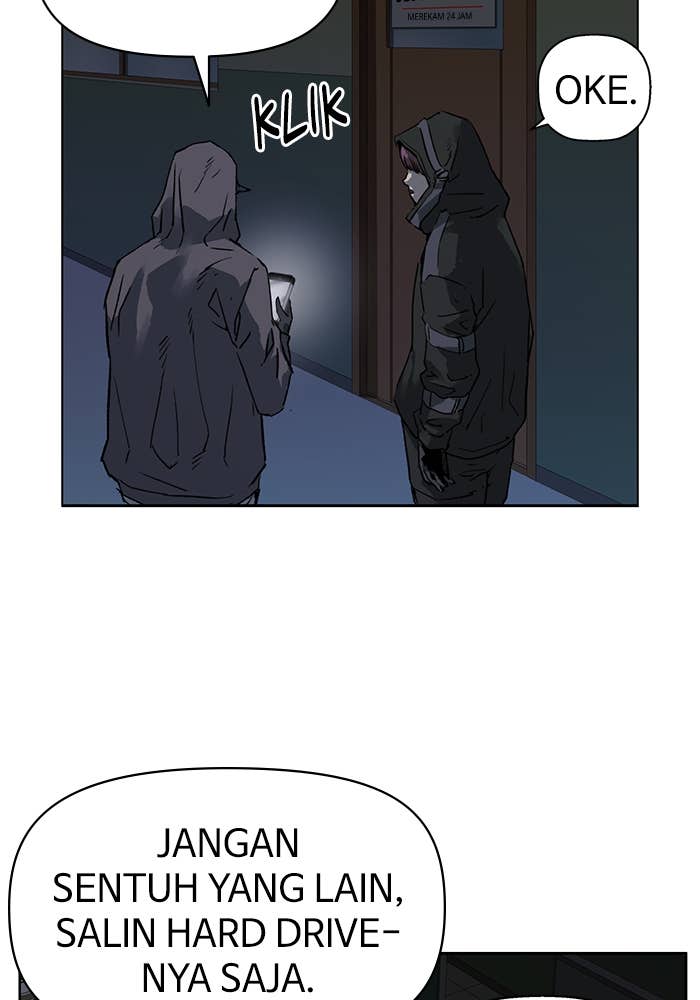 MEREKAM 24 JAM
OKE.
KLIK
JANGAN
SENTUH YANG LAIN,
SALIN HARD DRIVE-
NYA SAJA.